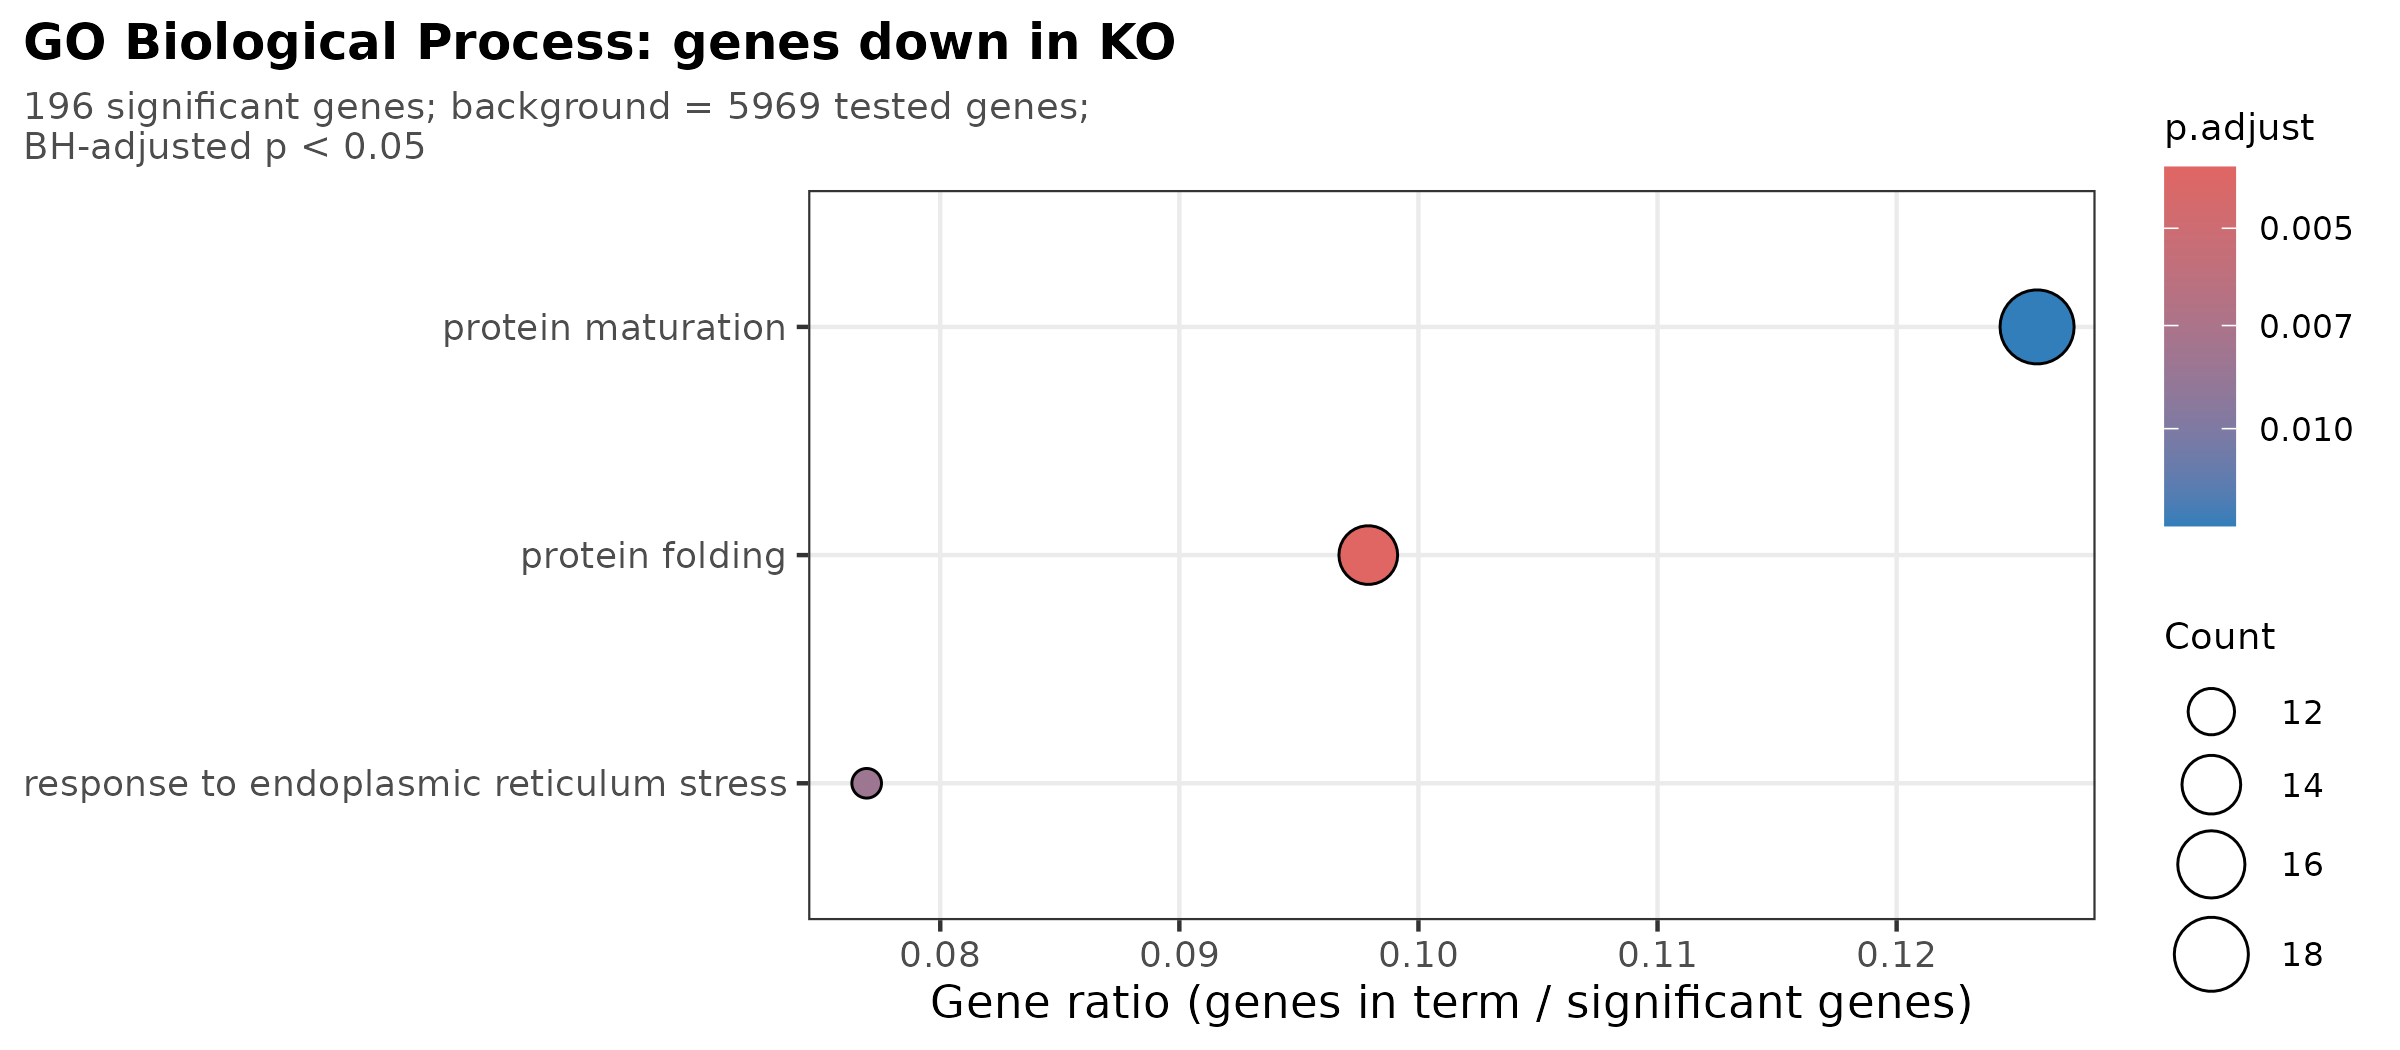 GO Biological Process: genes down in KO
196 significant genes; background = 5969 tested genes;
BH-adjusted p < 0.05
protein maturation
protein folding
response to endoplasmic reticulum stress
0.08
0.09
0.10
0.11
0.12
Gene ratio (genes in term / significant genes)
p.adjust
0.005
0.007
0.010
Count
12
14
16
18